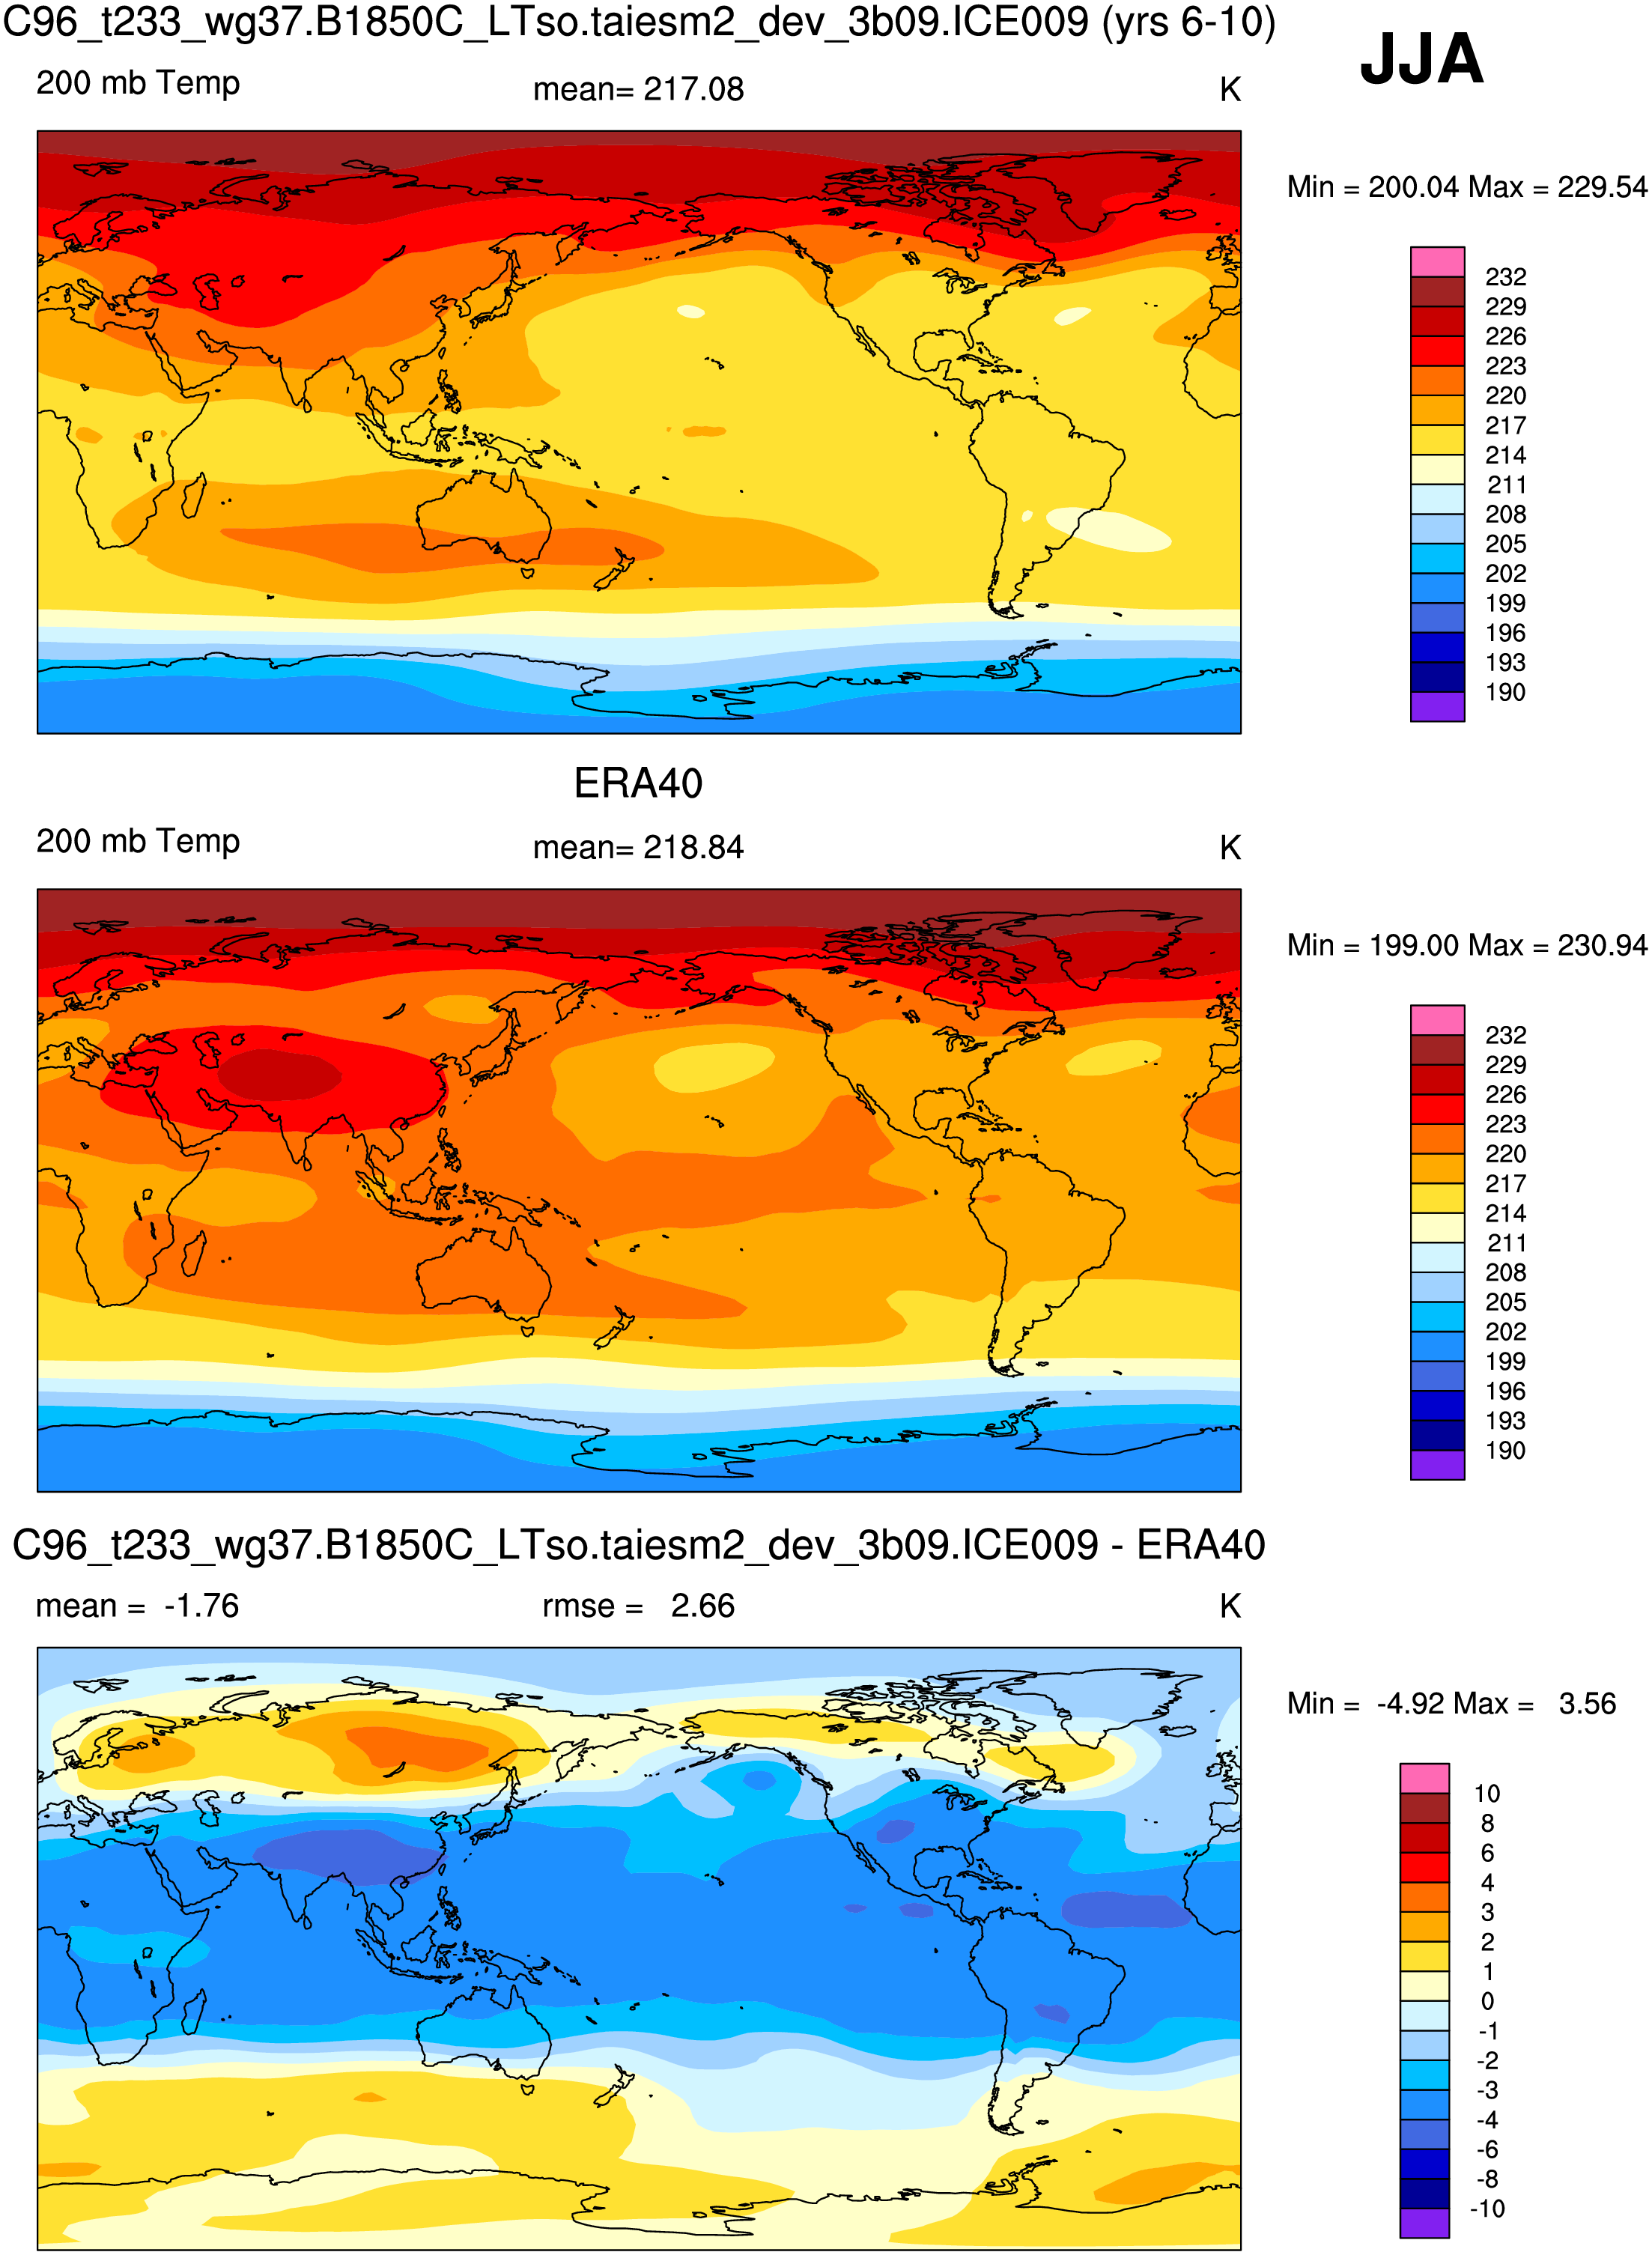 C96_t233_wg37.B1850C_LTso.taiesm2_dev_3b09.ICE009 (yrs 6-10)
JJA
200 mb Temp
mean= 217.08
K
Min = 200.04 Max = 229.54
232
229
226
223
220
217
214
211
208
205
202
199
196
193
190
ERA40
200 mb Temp
mean= 218.84
K
Min = 199.00 Max = 230.94
232
229
226
223
220
217
214
211
208
205
202
199
196
193
190
C96_t233_wg37.B1850C_LTso.taiesm2_dev_3b09.ICE009 - ERA40
mean = -1.76
rmse = 2.66
K
Min = -4.92 Max = 3.56
10
8
6
4
3
2
1
0
-1
-2
-3
-4
-6
-8
-10